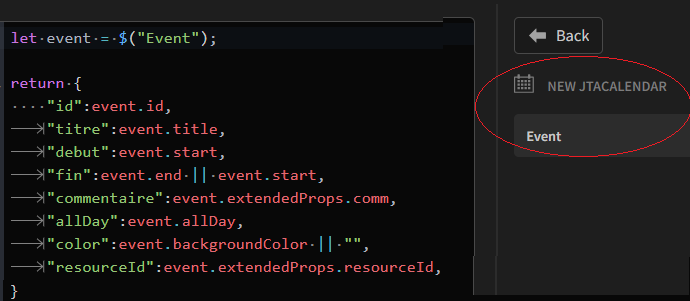 let event = $("Event");
return {
"id":event.id,
"titre":event.title,
"debut":event.start,
"fin":event.end || event.start,
"commentaire":event.extendedProps.comm,
"allDay":event.allDay,
"color":event.backgroundColor || "",
"resourceId":event.extendedProps.resourceId,
}
Back
NEW JTACALENDAR
Event